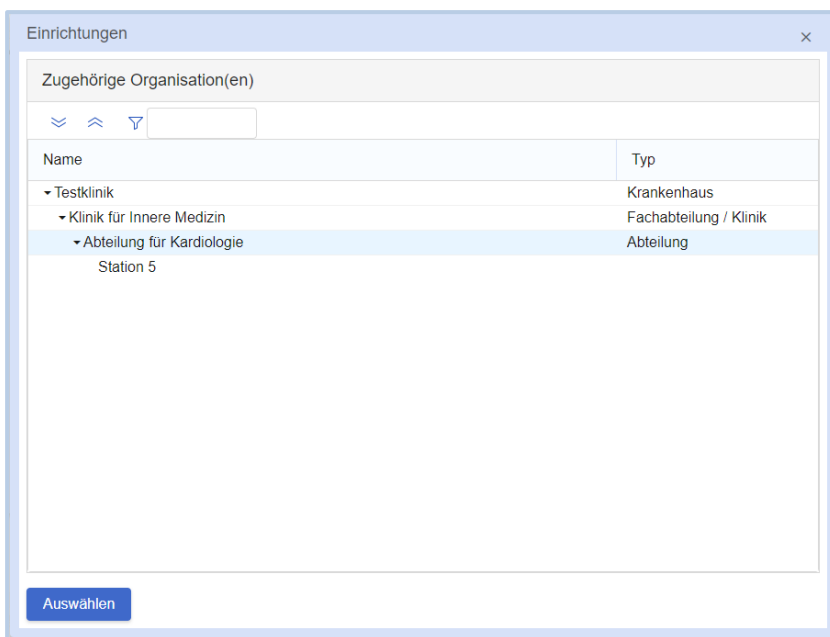 Einrichtungen
Zugehörige Organisation(en)
Name Typ
Testklinik Krankenhaus
Klinik für Innere Medizin Fachabteilung / Klinik
Abteilung für Kardiologie Abteilung
Station 5
Auswählen